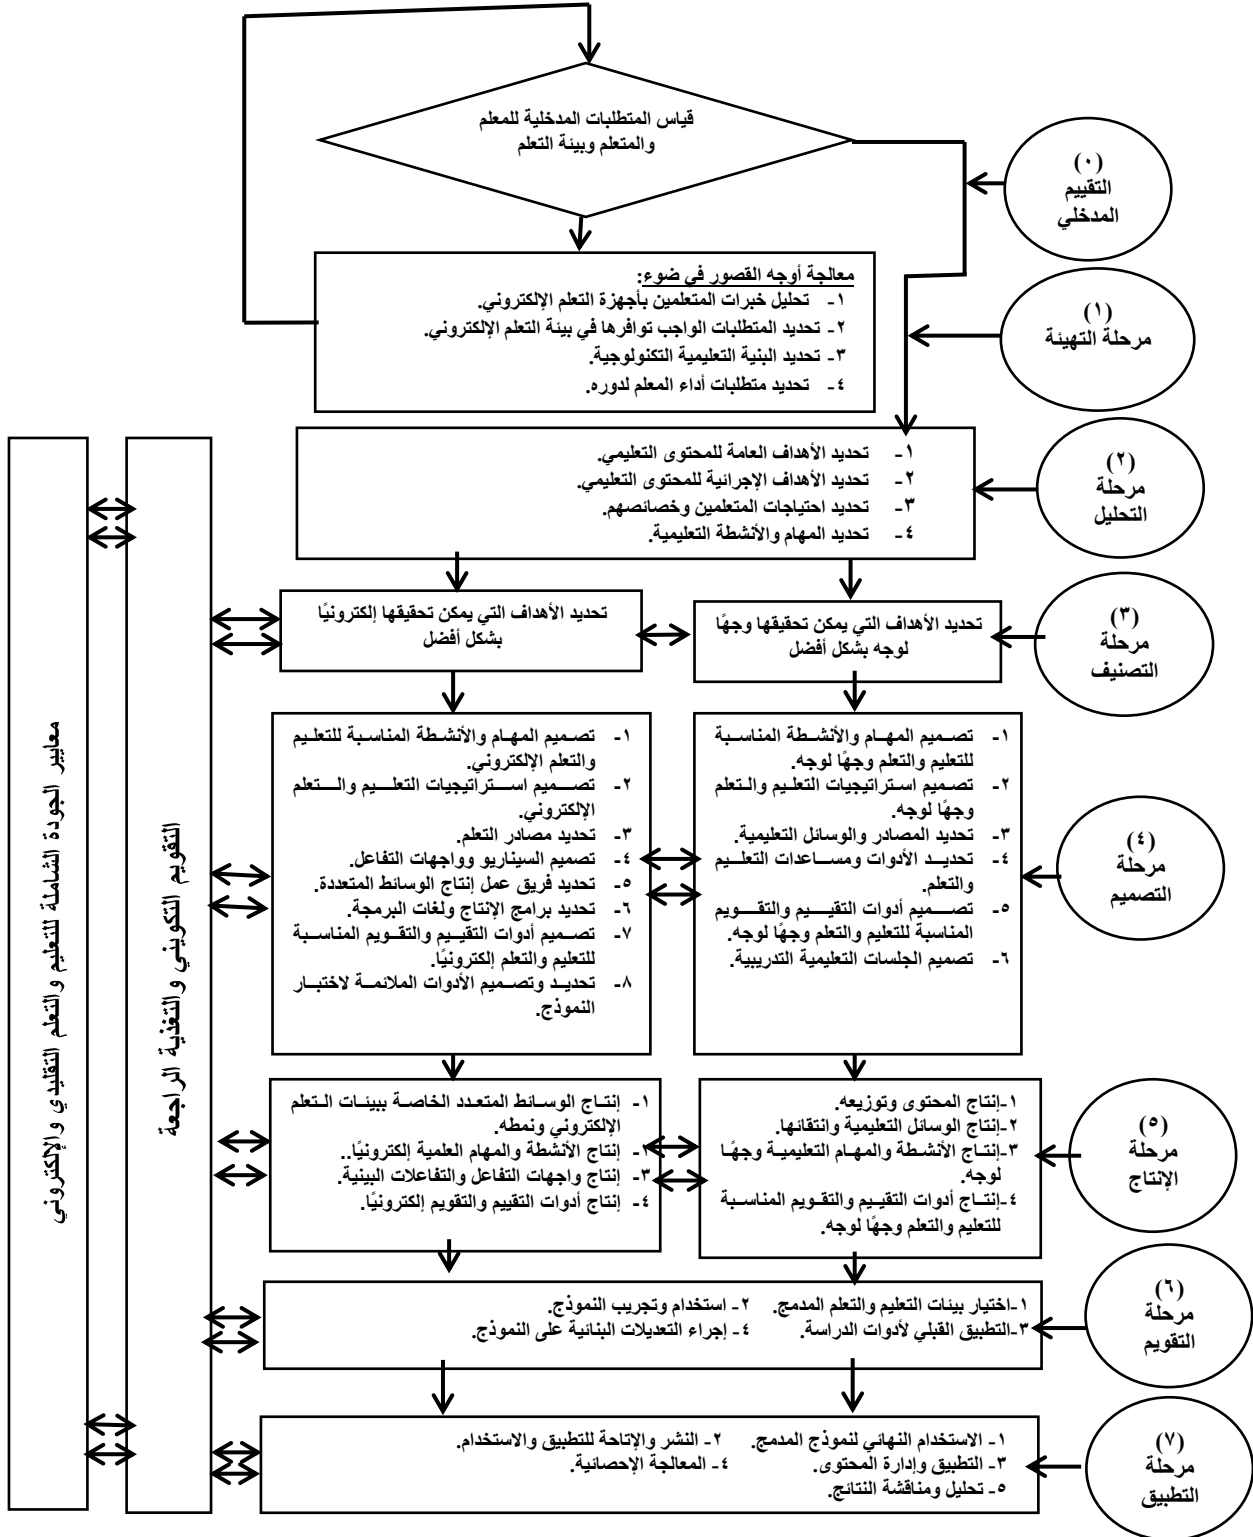 قياس المتطلبات المدخلية للمعلم
والمتعلم وبيئة التعلم
(٠)
التقييم
المدخلي
معالجة أوجه القصور في ضوء:
١- تحليل خبرات المتعلمين بأجهزة التعلم الإلكتروني.
٢- تحديد المتطلبات الواجب توافرها في بيئة التعلم الإلكتروني.
٣- تحديد البنية التعليمية التكنولوجية.
٤- تحديد متطلبات أداء المعلم لدوره.
(١)
مرحلة التهيئة
١- تحديد الأهداف العامة للمحتوى التعليمي.
٢- تحديد الأهداف الإجرائية للمحتوى التعليمي.
٣- تحديد احتياجات المتعلمين وخصائصهم.
٤- تحديد المهام والأنشطة التعليمية.
(٢)
مرحلة
التحليل
تحديد الأهداف التي يمكن تحقيقها وجهًا
لوجه بشكل أفضل
تحديد الأهداف التي يمكن تحقيقها إلكترونيًا
بشكل أفضل
(٣)
مرحلة
التصنيف
١- تصميم المهام والأنشطة المناسبة
للتعليم والتعلم وجهًا لوجه.
٢- تصميم استراتيجيات التعليم والتعلم
وجهًا لوجه.
٣- تحديد المصادر والوسائل التعليمية.
٤- تحديد الأدوات ومساعدات التعليم
والتعلم.
٥- تصميم أدوات التقييم والتقويم
المناسبة للتعليم والتعلم وجهًا لوجه.
٦- تصميم الجلسات التعليمية التدريبية.
١- تصميم المهام والأنشطة المناسبة للتعليم
والتعلم الإلكتروني.
٢- تصميم استراتيجيات التعليم والتعلم
الإلكتروني.
٣- تحديد مصادر التعلم.
٤- تصميم السيناريو وواجهات التفاعل.
٥- تحديد فريق عمل إنتاج الوسائط المتعددة.
٦- تحديد برامج الإنتاج ولغات البرمجة.
٧- تصميم أدوات التقييم والتقويم المناسبة
للتعليم والتعلم إلكترونيًا.
٨- تحديد وتصميم الأدوات الملائمة لاختبار
النموذج.
(٤)
مرحلة
التصميم
١-إنتاج المحتوى وتوزيعه.
٢-إنتاج الوسائل التعليمية وانتقائها.
٣-إنتاج الأنشطة والمهام التعليمية وجهًا
لوجه.
٤-إنتاج أدوات التقييم والتقويم المناسبة
للتعليم والتعلم وجهًا لوجه.
١- إنتاج الوسائط المتعدد الخاصة ببيئات التعلم
الإلكتروني ونمطه.
٢- إنتاج الأنشطة والمهام العلمية إلكترونيًا..
٣- إنتاج واجهات التفاعل والتفاعلات البينية.
٤- إنتاج أدوات التقييم والتقويم إلكترونيًا.
(٥)
مرحلة
الإنتاج
١-اختيار بيئات التعليم والتعلم المدمج. ٢- استخدام وتجريب النموذج.
٣-التطبيق القبلي لأدوات الدراسة. ٤- إجراء التعديلات البنائية على النموذج.
(٦)
مرحلة
التقويم
١- الاستخدام النهائي لنموذج المدمج. ٢- النشر والإتاحة للتطبيق والاستخدام.
٣- التطبيق وإدارة المحتوى. ٤- المعالجة الإحصائية.
٥- تحليل ومناقشة النتائج.
(٧)
مرحلة
التطبيق
التقويم التكويني والتغذية الراجعة
معايير الجودة الشاملة للتعليم والتعلم التقليدي والإلكتروني